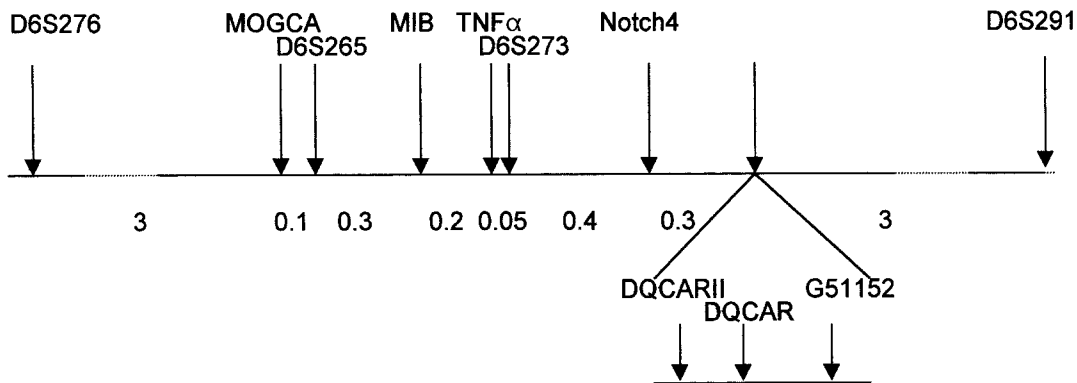 D6S276 MOGCA MIB TNFα Notch4 D6S291
D6S265 D6S273
3 0.1 0.3 0.2 0.05 0.4 0.3 3
DQCARII G51152
DQCAR